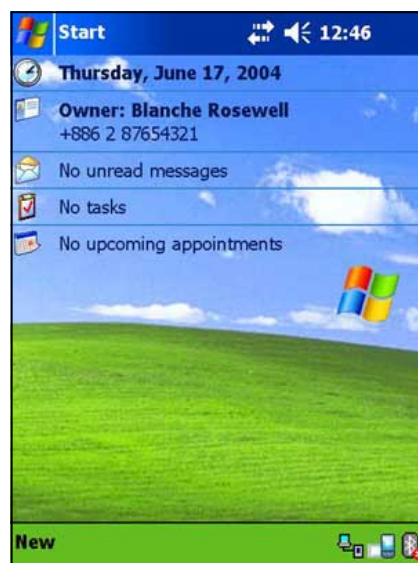 Start 12:46
Thursday, June 17, 2004
Owner: Blanche Rosewell
+886 2 87654321
No unread messages
No tasks
No upcoming appointments
New